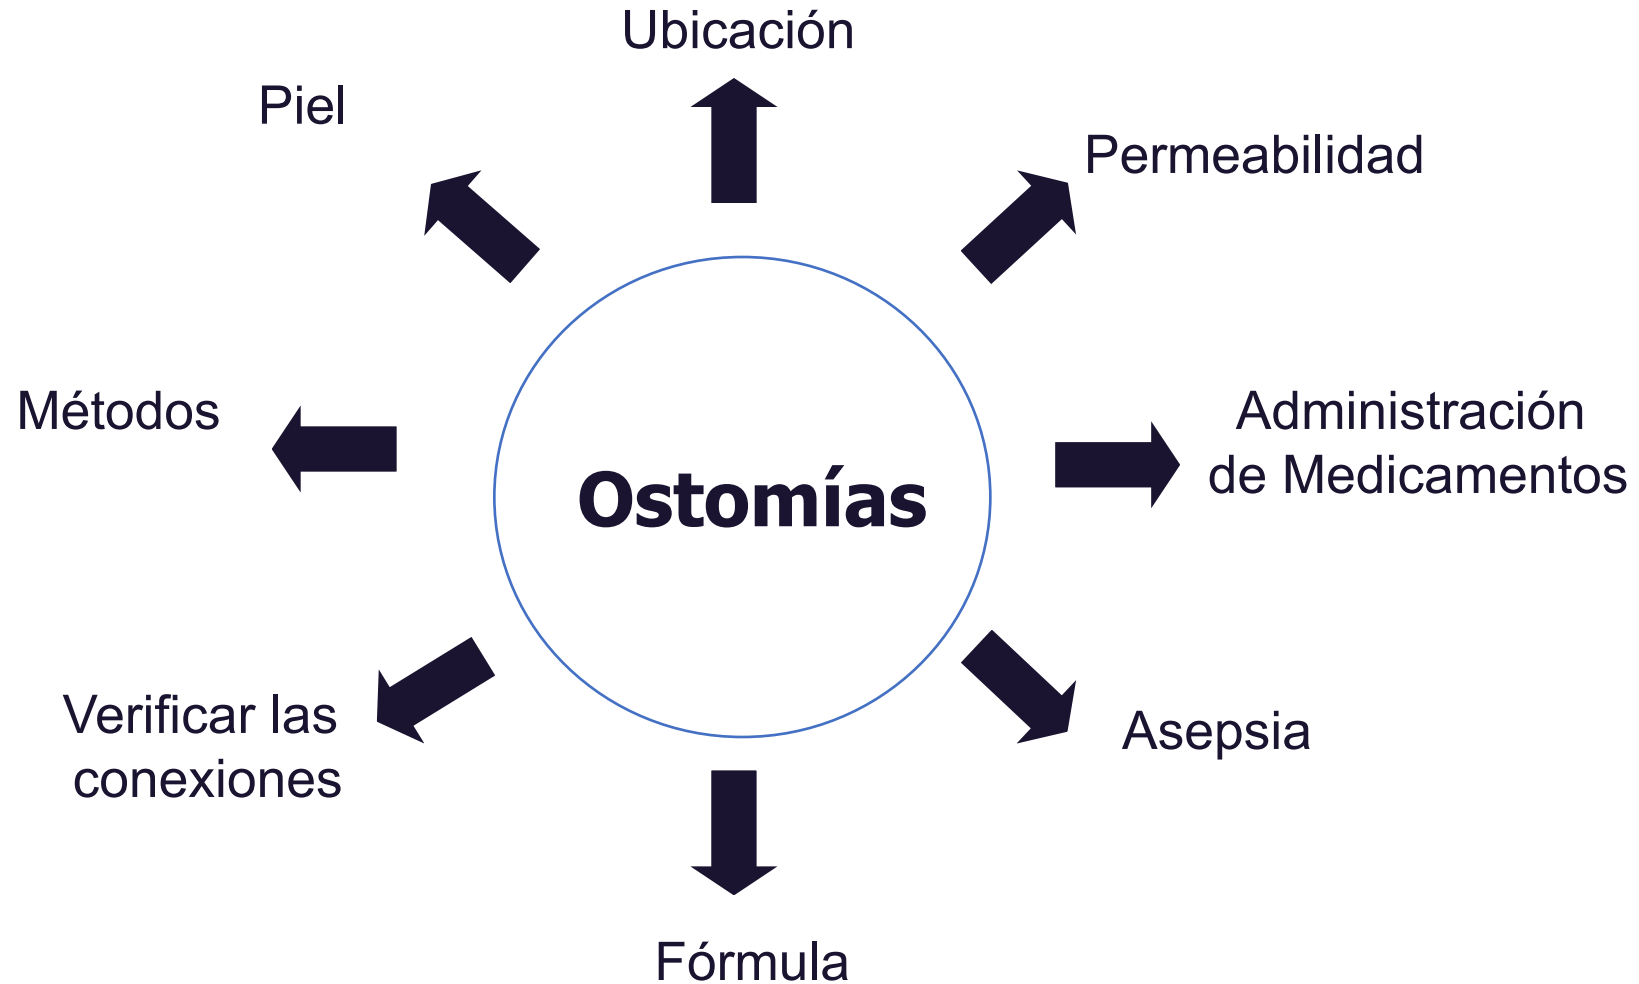 Ubicación
Piel
Permeabilidad
Métodos
Administración
de Medicamentos
Ostomías
Verificar las
conexiones
Asepsia
Fórmula